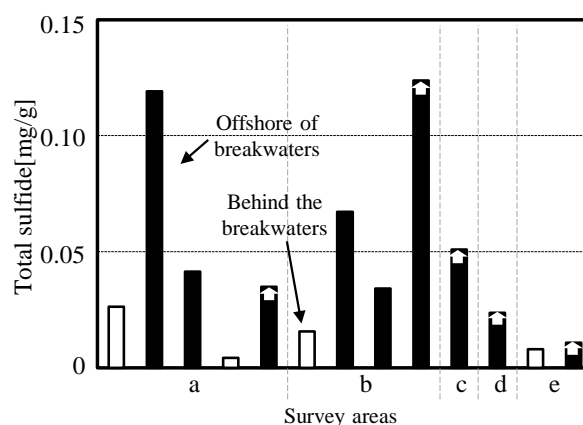 0.15
0.10
0.05
0
Total sulfide[mg/g]
Offshore of
breakwaters
Behind the
breakwaters
a b c d e
Survey areas